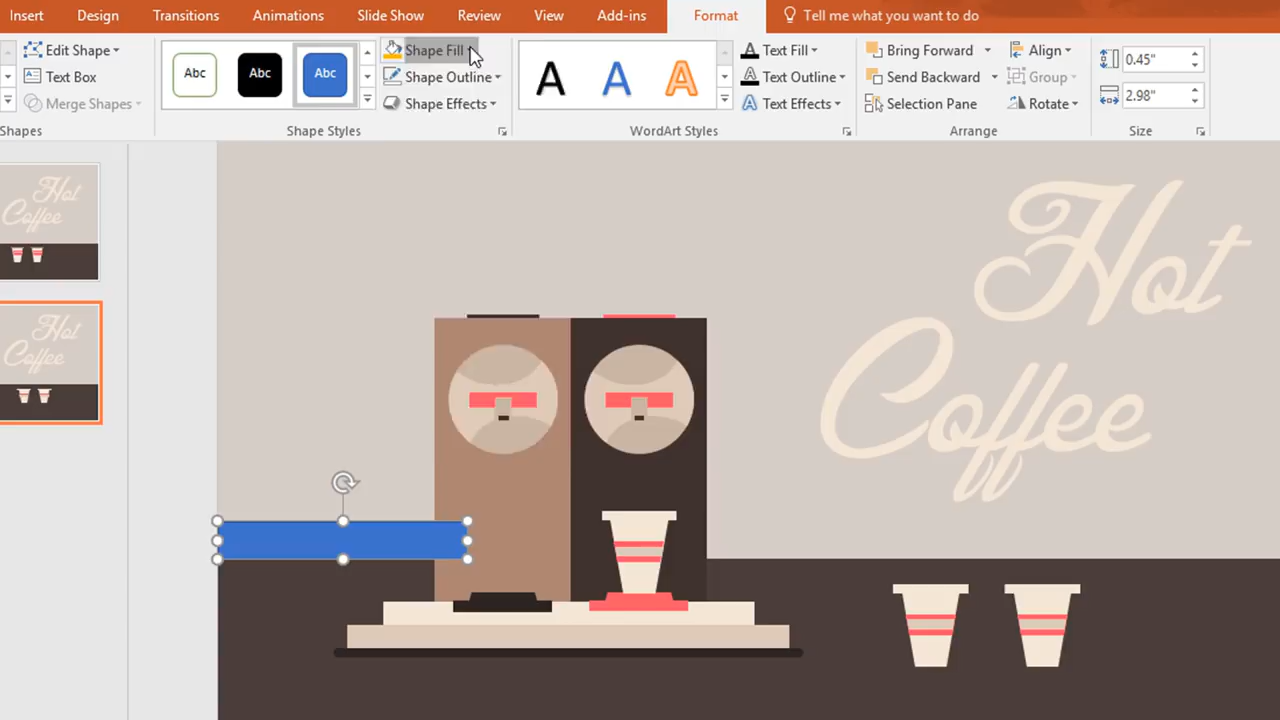 Insert Design Transitions Animations Slide Show Review View Add-ins Format Tell me what you want to do
Edit Shape Abc Abc Abc Shape Fill A A A Text Fill Bring Forward Align 0.45"
Text Box Shape Outline Text Outline Send Backward Group 2.98"
Merge Shapes Shape Effects Text Effects Selection Pane Rotate
Shapes Shape Styles WordArt Styles Arrange Size
Hot
Coffee
Hot
Coffee
Hot
Coffee